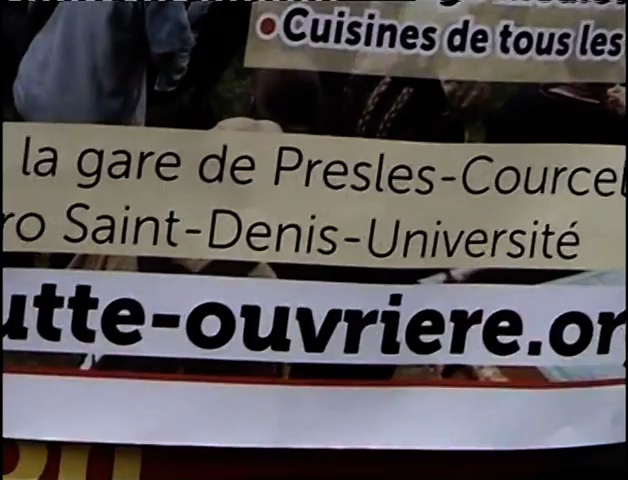 • Cuisines de tous les
la gare de Presles-Courcel
ro Saint-Denis-Université
utte-ouvriere.or